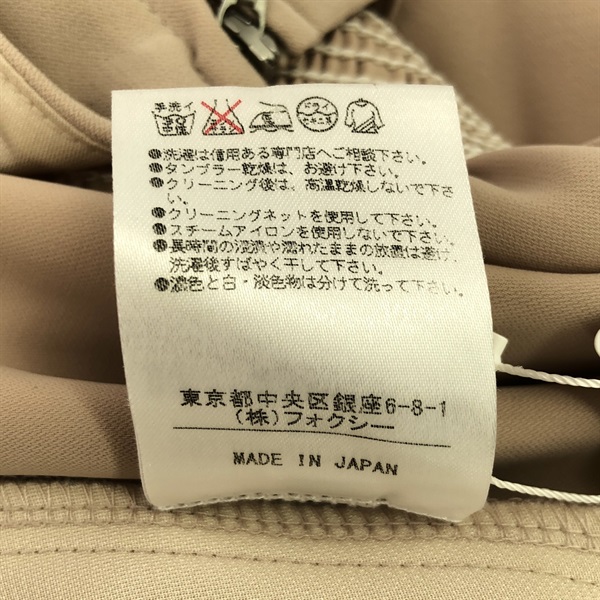 手洗イ
ドライ
セキユ系
●洗濯は信用ある専門店へご相談下さい。
●タンブラー乾燥は、お避け下さい。
●クリーニング後は、高温乾燥しないで下さ
い。
●クリーニングネットを使用して下さい。
●スチームアイロンを使用しないで下さい。
●長時間の浸漬や濡れたままの放置は避け、
洗濯後すばやく干して下さい。
●濃色と白・淡色物は分けて洗って下さい。
東京都中央区銀座6-8-1
(株)フォクシー
MADE IN JAPAN